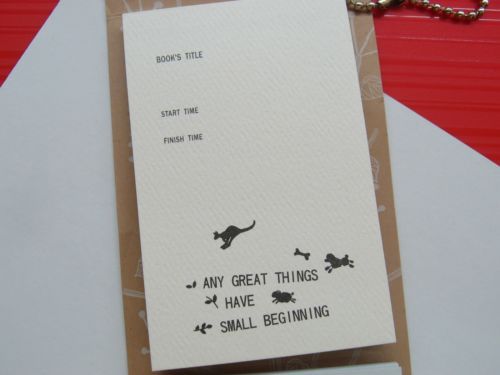 BOOK'S TITLE
START TIME
FINISH TIME
ANY GREAT THINGS
HAVE
SMALL BEGINNING